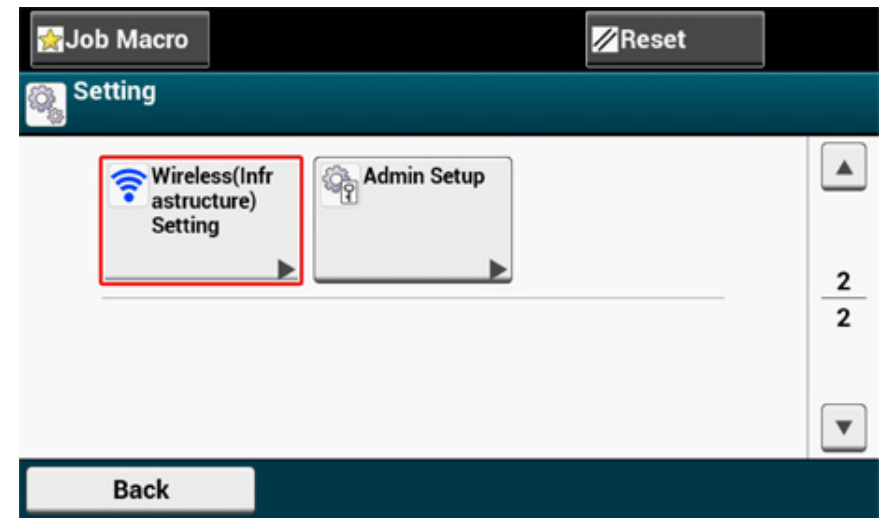 Job Macro
Reset
Setting
Wireless(Infr
astructure)
Setting
Admin Setup
2
2
Back